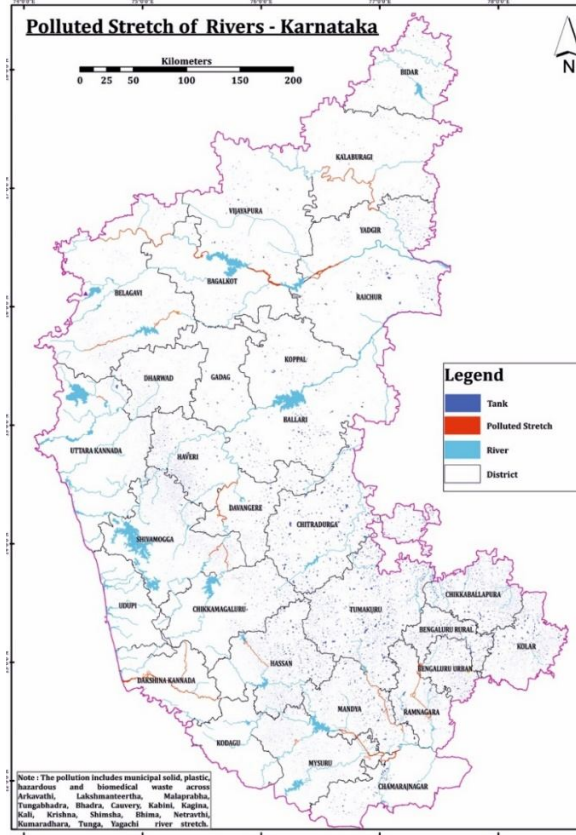 Polluted Stretch of Rivers - Karnataka
Kilometers
0 12 25 50 100 150 200
N
BIDAR
KALABURAGI
VIJAYAPURA
YADGIR
BAGALKOT
BELAGAVI
RAICHUR
KOPPAL
DHARWAD
GADAG
BALLARI
UTTARA KANNADA
HAVERI
DAVANGERE
CHITRADURGA
SHIVAMOGGA
CHIKKABALLAPURA
UDUPI
CHIKKAMAGALURU
TUMAKURU
BENGALURU RURAL
KOLAR
HASSAN
BENGALURU URBAN
DAKSHINA KANNADA
MANDYA
RAMNAGARA
KODAGU
MYSURU
CHAMARAJNAGAR
Legend
Tank
Polluted Stretch
River
District
Note : The pollution includes municipal solid, plastic,
hazardous and biomedical waste across
Arkavathi, Lakshmanteertha, Malaprabha,
Tungabhadra, Bhadra, Cauvery, Kabini, Kagina,
Kali, Krishna, Shimsha, Bhima, Netravthi,
Kumaradhara, Tunga, Yagachi river stretch.